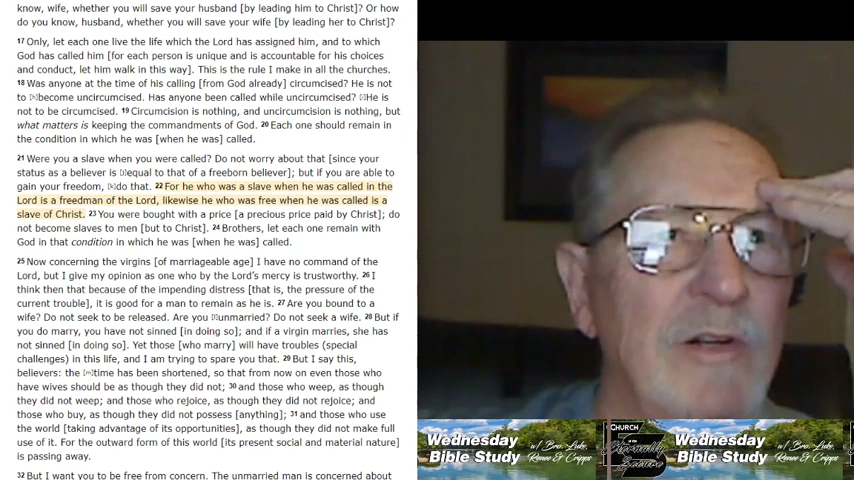 know, wife, whether you will save your husband [by leading him to Christ]? Or how
do you know, husband, whether you will save your wife [by leading her to Christ]?
17 Only, let each one live the life which the Lord has assigned him, and to which
God has called him [for each person is unique and is accountable for his choices
and conduct, let him walk in this way]. This is the rule I make in all the churches.
18 Was anyone at the time of his calling [from God already] circumcised? He is not
to become uncircumcised. Has anyone been called while uncircumcised? He is
not to be circumcised. 19 Circumcision is nothing, and uncircumcision is nothing, but
what matters is keeping the commandments of God. 20 Each one should remain in
the condition in which he was [when he was] called.
21 Were you a slave when you were called? Do not worry about that [since your
status as a believer is equal to that of a freeborn believer]; but if you are able to
gain your freedom, do that. 22 For he who was a slave when he was called in the
Lord is a freedman of the Lord, likewise he who was free when he was called is a
slave of Christ. 23 You were bought with a price [a precious price paid by Christ]; do
not become slaves to men [but to Christ]. 24 Brothers, let each one remain with
God in that condition in which he was [when he was] called.
25 Now concerning the virgins [of marriageable age] I have no command of the
Lord, but I give my opinion as one who by the Lord's mercy is trustworthy. 26 I
think then that because of the impending distress [that is, the pressure of the
current trouble], it is good for a man to remain as he is. 27 Are you bound to a
wife? Do not seek to be released. Are you unmarried? Do not seek a wife. 28 But if
you do marry, you have not sinned [in doing so]; and if a virgin marries, she has
not sinned [in doing so]. Yet those [who marry] will have troubles (special
challenges) in this life, and I am trying to spare you that. 29 But I say this,
believers: the [m]time has been shortened, so that from now on even those who
have wives should be as though they did not; 30 and those who weep, as though
they did not weep; and those who rejoice, as though they did not rejoice; and
those who buy, as though they did not possess [anything]; 31 and those who use
the world [taking advantage of its opportunities], as though they did not make full
use of it. For the outward form of this world [its present social and material nature]
is passing away.
32 But I want you to be free from concern. The unmarried man is concerned about
Wednesday
Bible Study
w/ Bro. Luke,
Renee & Cripps
CHURCH
of the
Eternally
Secure
Wednesday
Bible Study
w/ Bro. Luke,
Renee & Cripps